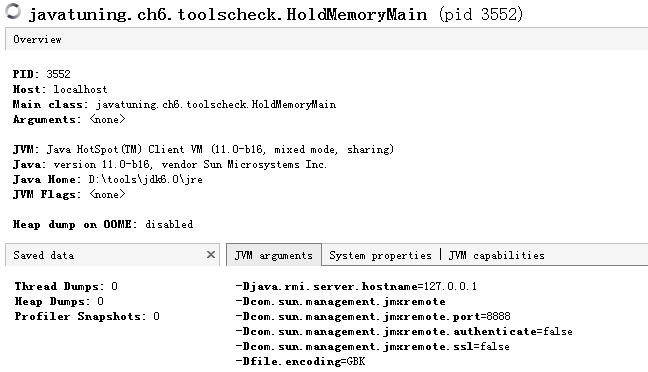 javatuning.ch6.toolscheck.HoldMemoryMain (pid 3552)
Overview
PID: 3552
Host: localhost
Main class: javatuning.ch6.toolscheck.HoldMemoryMain
Arguments: <none>
JVM: Java HotSpot(TM) Client VM (11.0-b16, mixed mode, sharing)
Java: version 11.0-b16, vendor Sun Microsystems Inc.
Java Home: D:\tools\jdk6.0\jre
JVM Flags: <none>
Heap dump on OOME: disabled
Saved data
Thread Dumps: 0
Heap Dumps: 0
Profiler Snapshots: 0
JVM arguments System properties JVM capabilities
-Djava.rmi.server.hostname=127.0.0.1
-Dcom.sun.management.jmxremote
-Dcom.sun.management.jmxremote.port=8888
-Dcom.sun.management.jmxremote.authenticate=false
-Dcom.sun.management.jmxremote.ssl=false
-Dfile.encoding=GBK